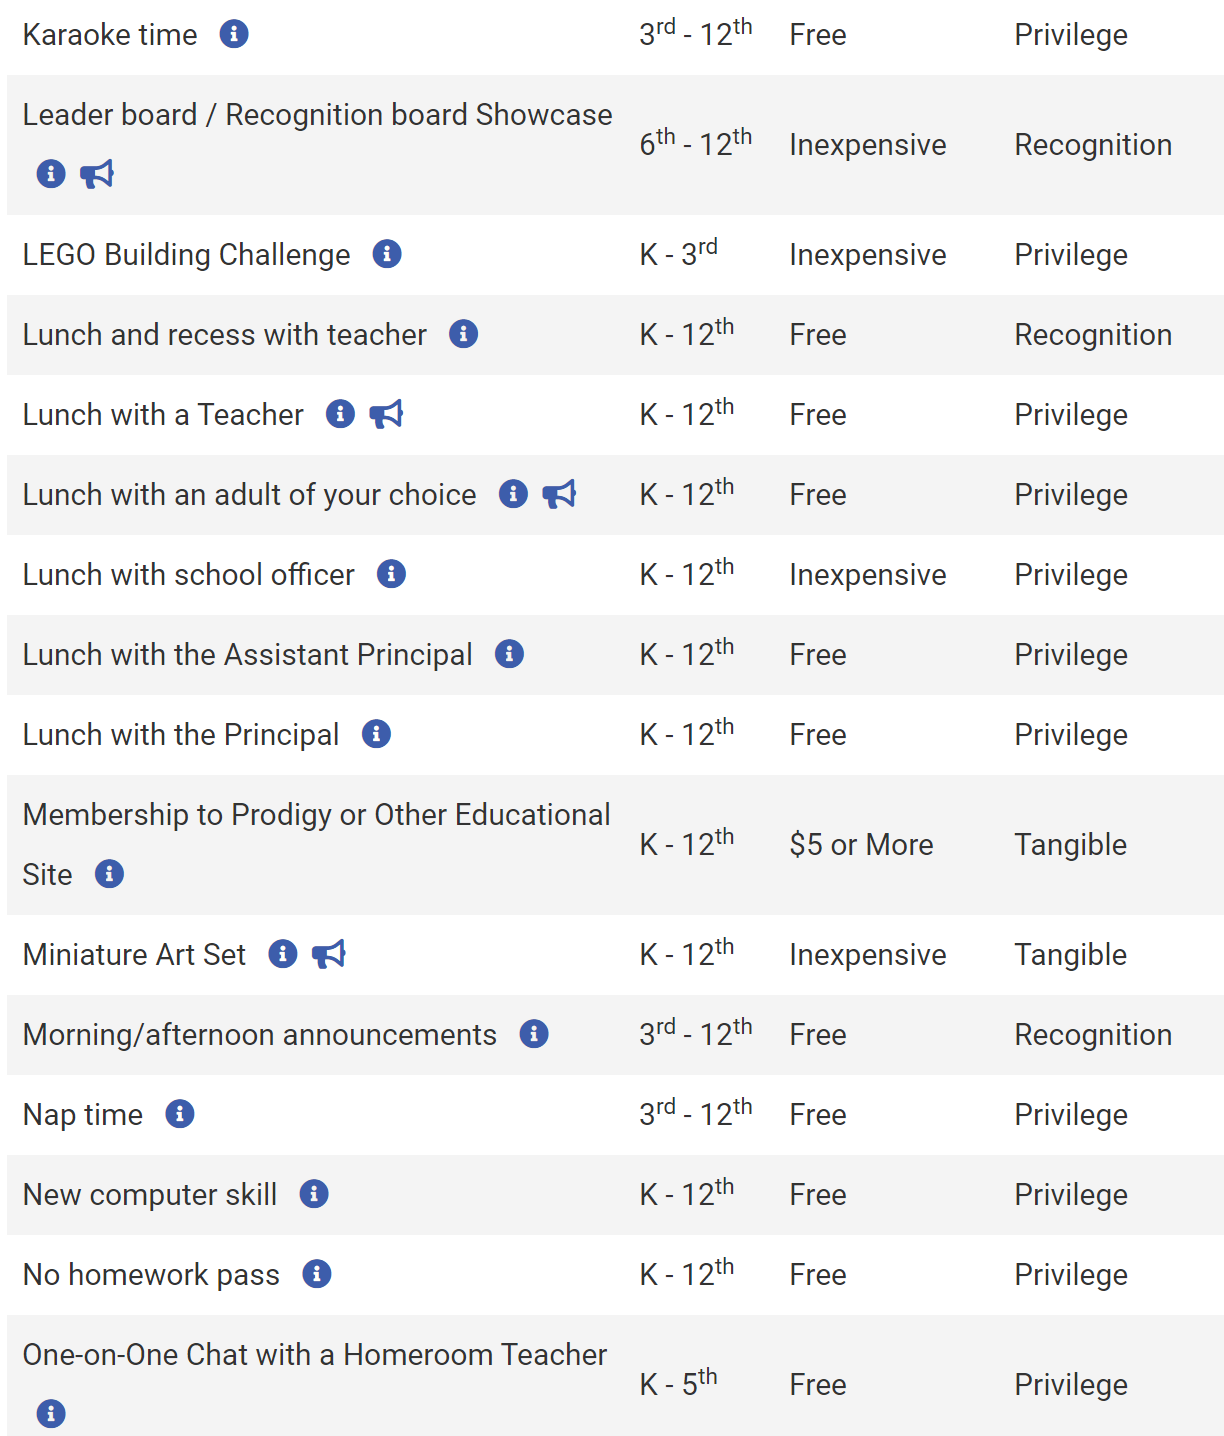 Karaoke time 3rd - 12th Free Privilege
Leader board / Recognition board Showcase 6th - 12th Inexpensive Recognition
LEGO Building Challenge K - 3rd Inexpensive Privilege
Lunch and recess with teacher K - 12th Free Recognition
Lunch with a Teacher K - 12th Free Privilege
Lunch with an adult of your choice K - 12th Free Privilege
Lunch with school officer K - 12th Inexpensive Privilege
Lunch with the Assistant Principal K - 12th Free Privilege
Lunch with the Principal K - 12th Free Privilege
Membership to Prodigy or Other Educational
Site K - 12th $5 or More Tangible
Miniature Art Set K - 12th Inexpensive Tangible
Morning/afternoon announcements 3rd - 12th Free Recognition
Nap time 3rd - 12th Free Privilege
New computer skill K - 12th Free Privilege
No homework pass K - 12th Free Privilege
One-on-One Chat with a Homeroom Teacher K - 5th Free Privilege